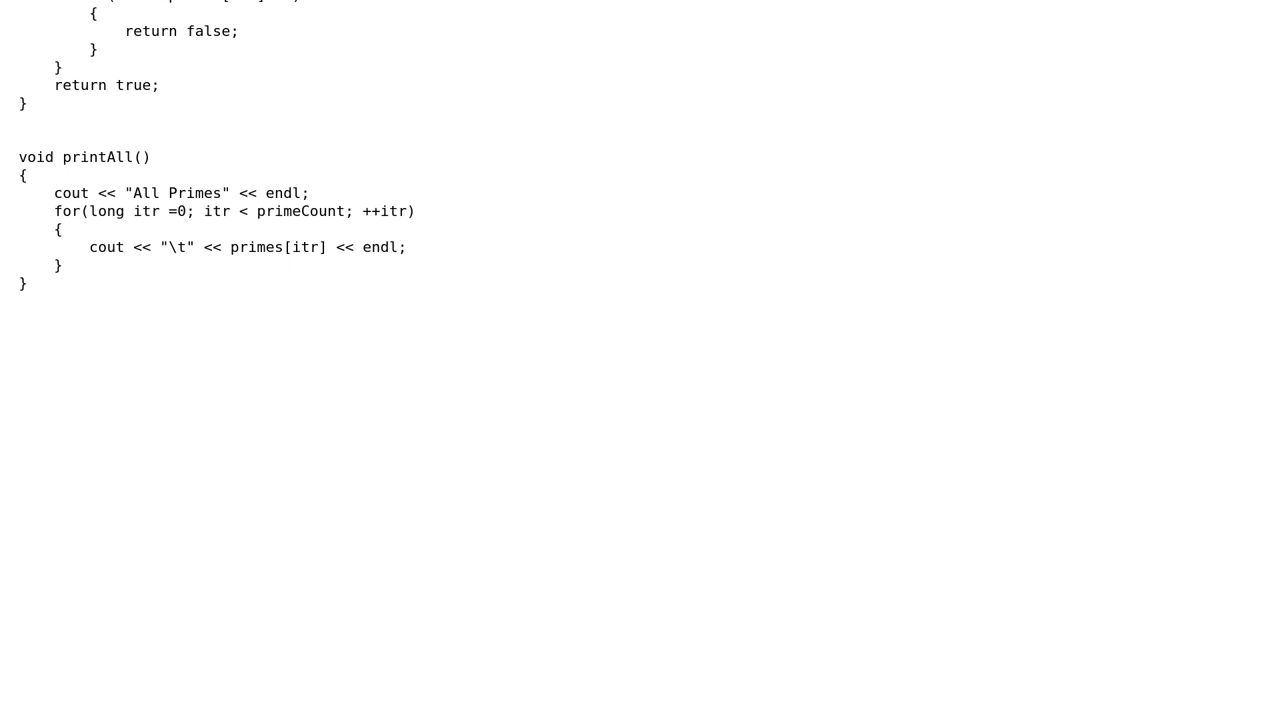 {
            return false;
        }
    }
    return true;
}
void printAll()
{
    cout << "All Primes" << endl;
    for(long itr =0; itr < primeCount; ++itr)
    {
        cout << "\t" << primes[itr] << endl;
    }
}